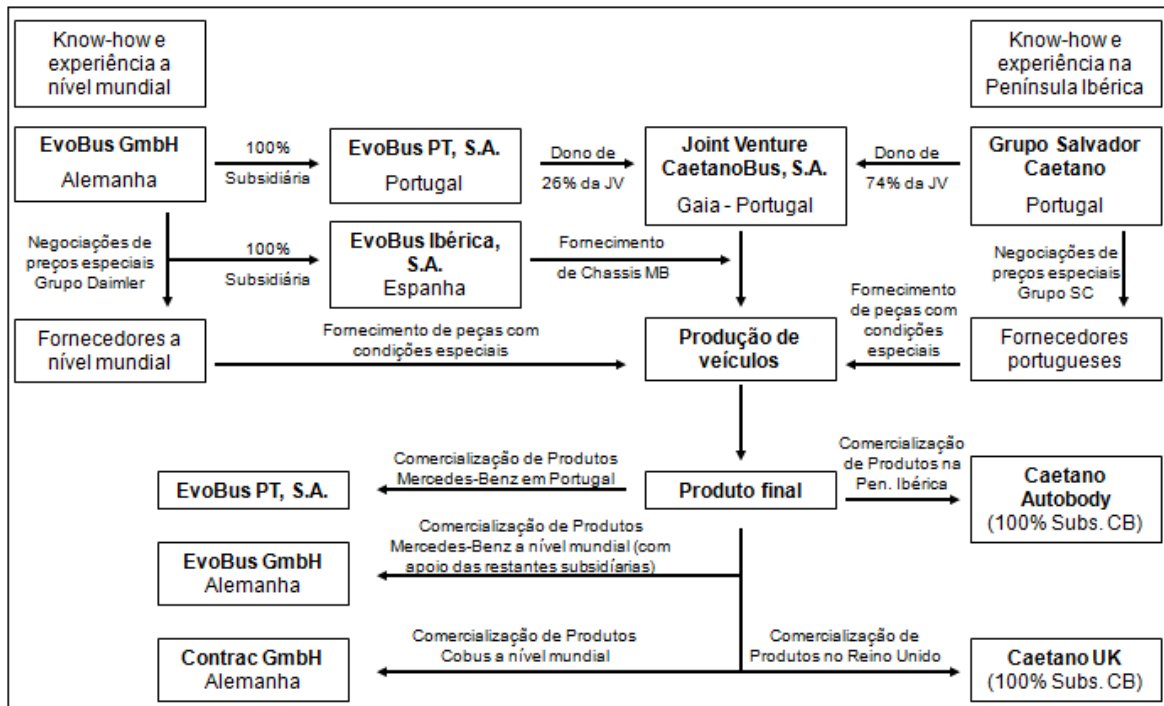 Know-how e
experiência a
nível mundial
Know-how e
experiência na
Península Ibérica
EvoBus GmbH
Alemanha
100%
Subsidiária
EvoBus PT, S.A.
Portugal
Dono de
26% da JV
Joint Venture
CaetanoBus, S.A.
Gaia - Portugal
Dono de
74% da JV
Grupo Salvador
Caetano
Portugal
Negociações de
preços especiais
Grupo Daimler
100%
Subsidiária
EvoBus Ibérica,
S.A.
Espanha
Fornecimento
de Chassis MB
Negociações de
preços especiais
Grupo SC
Fornecedores a
nível mundial
Fornecimento de peças com
condições especiais
Produção de
veículos
Fornecimento
de peças com
condições
especiais
Fornecedores
portugueses
EvoBus PT, S.A.
Comercialização de Produtos
Mercedes-Benz em Portugal
Produto final
Comercialização
de Produtos na
Pen. Ibérica
Caetano
Autobody
(100% Subs. CB)
EvoBus GmbH
Alemanha
Comercialização de Produtos
Mercedes-Benz a nível mundial (com
apoio das restantes subsidíarias)
Contrac GmbH
Alemanha
Comercialização de Produtos
Cobus a nível mundial
Comercialização de
Produtos no Reino Unido
Caetano UK
(100% Subs. CB)